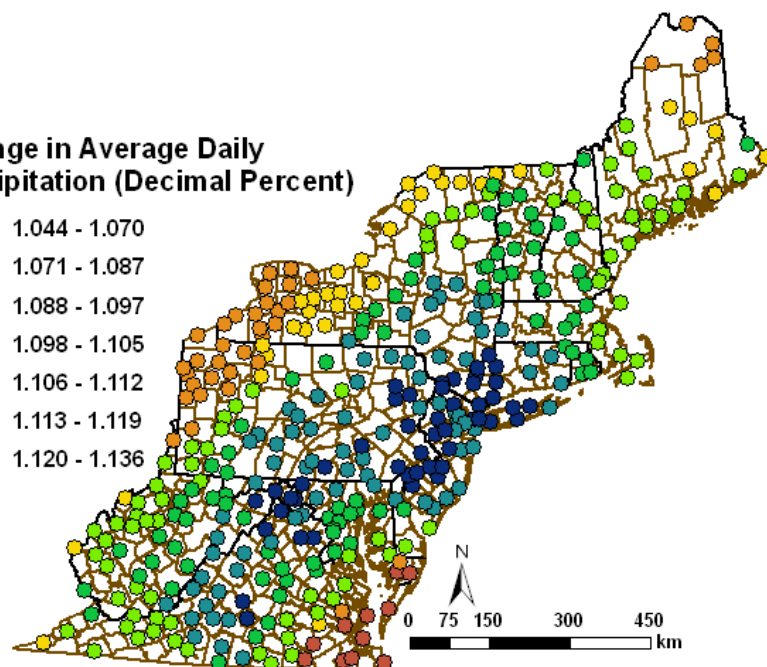 nge in Average Daily
ipitation (Decimal Percent)
1.044 - 1.070
1.071 - 1.087
1.088 - 1.097
1.098 - 1.105
1.106 - 1.112
1.113 - 1.119
1.120 - 1.136
N
0 75 150 300 450
km